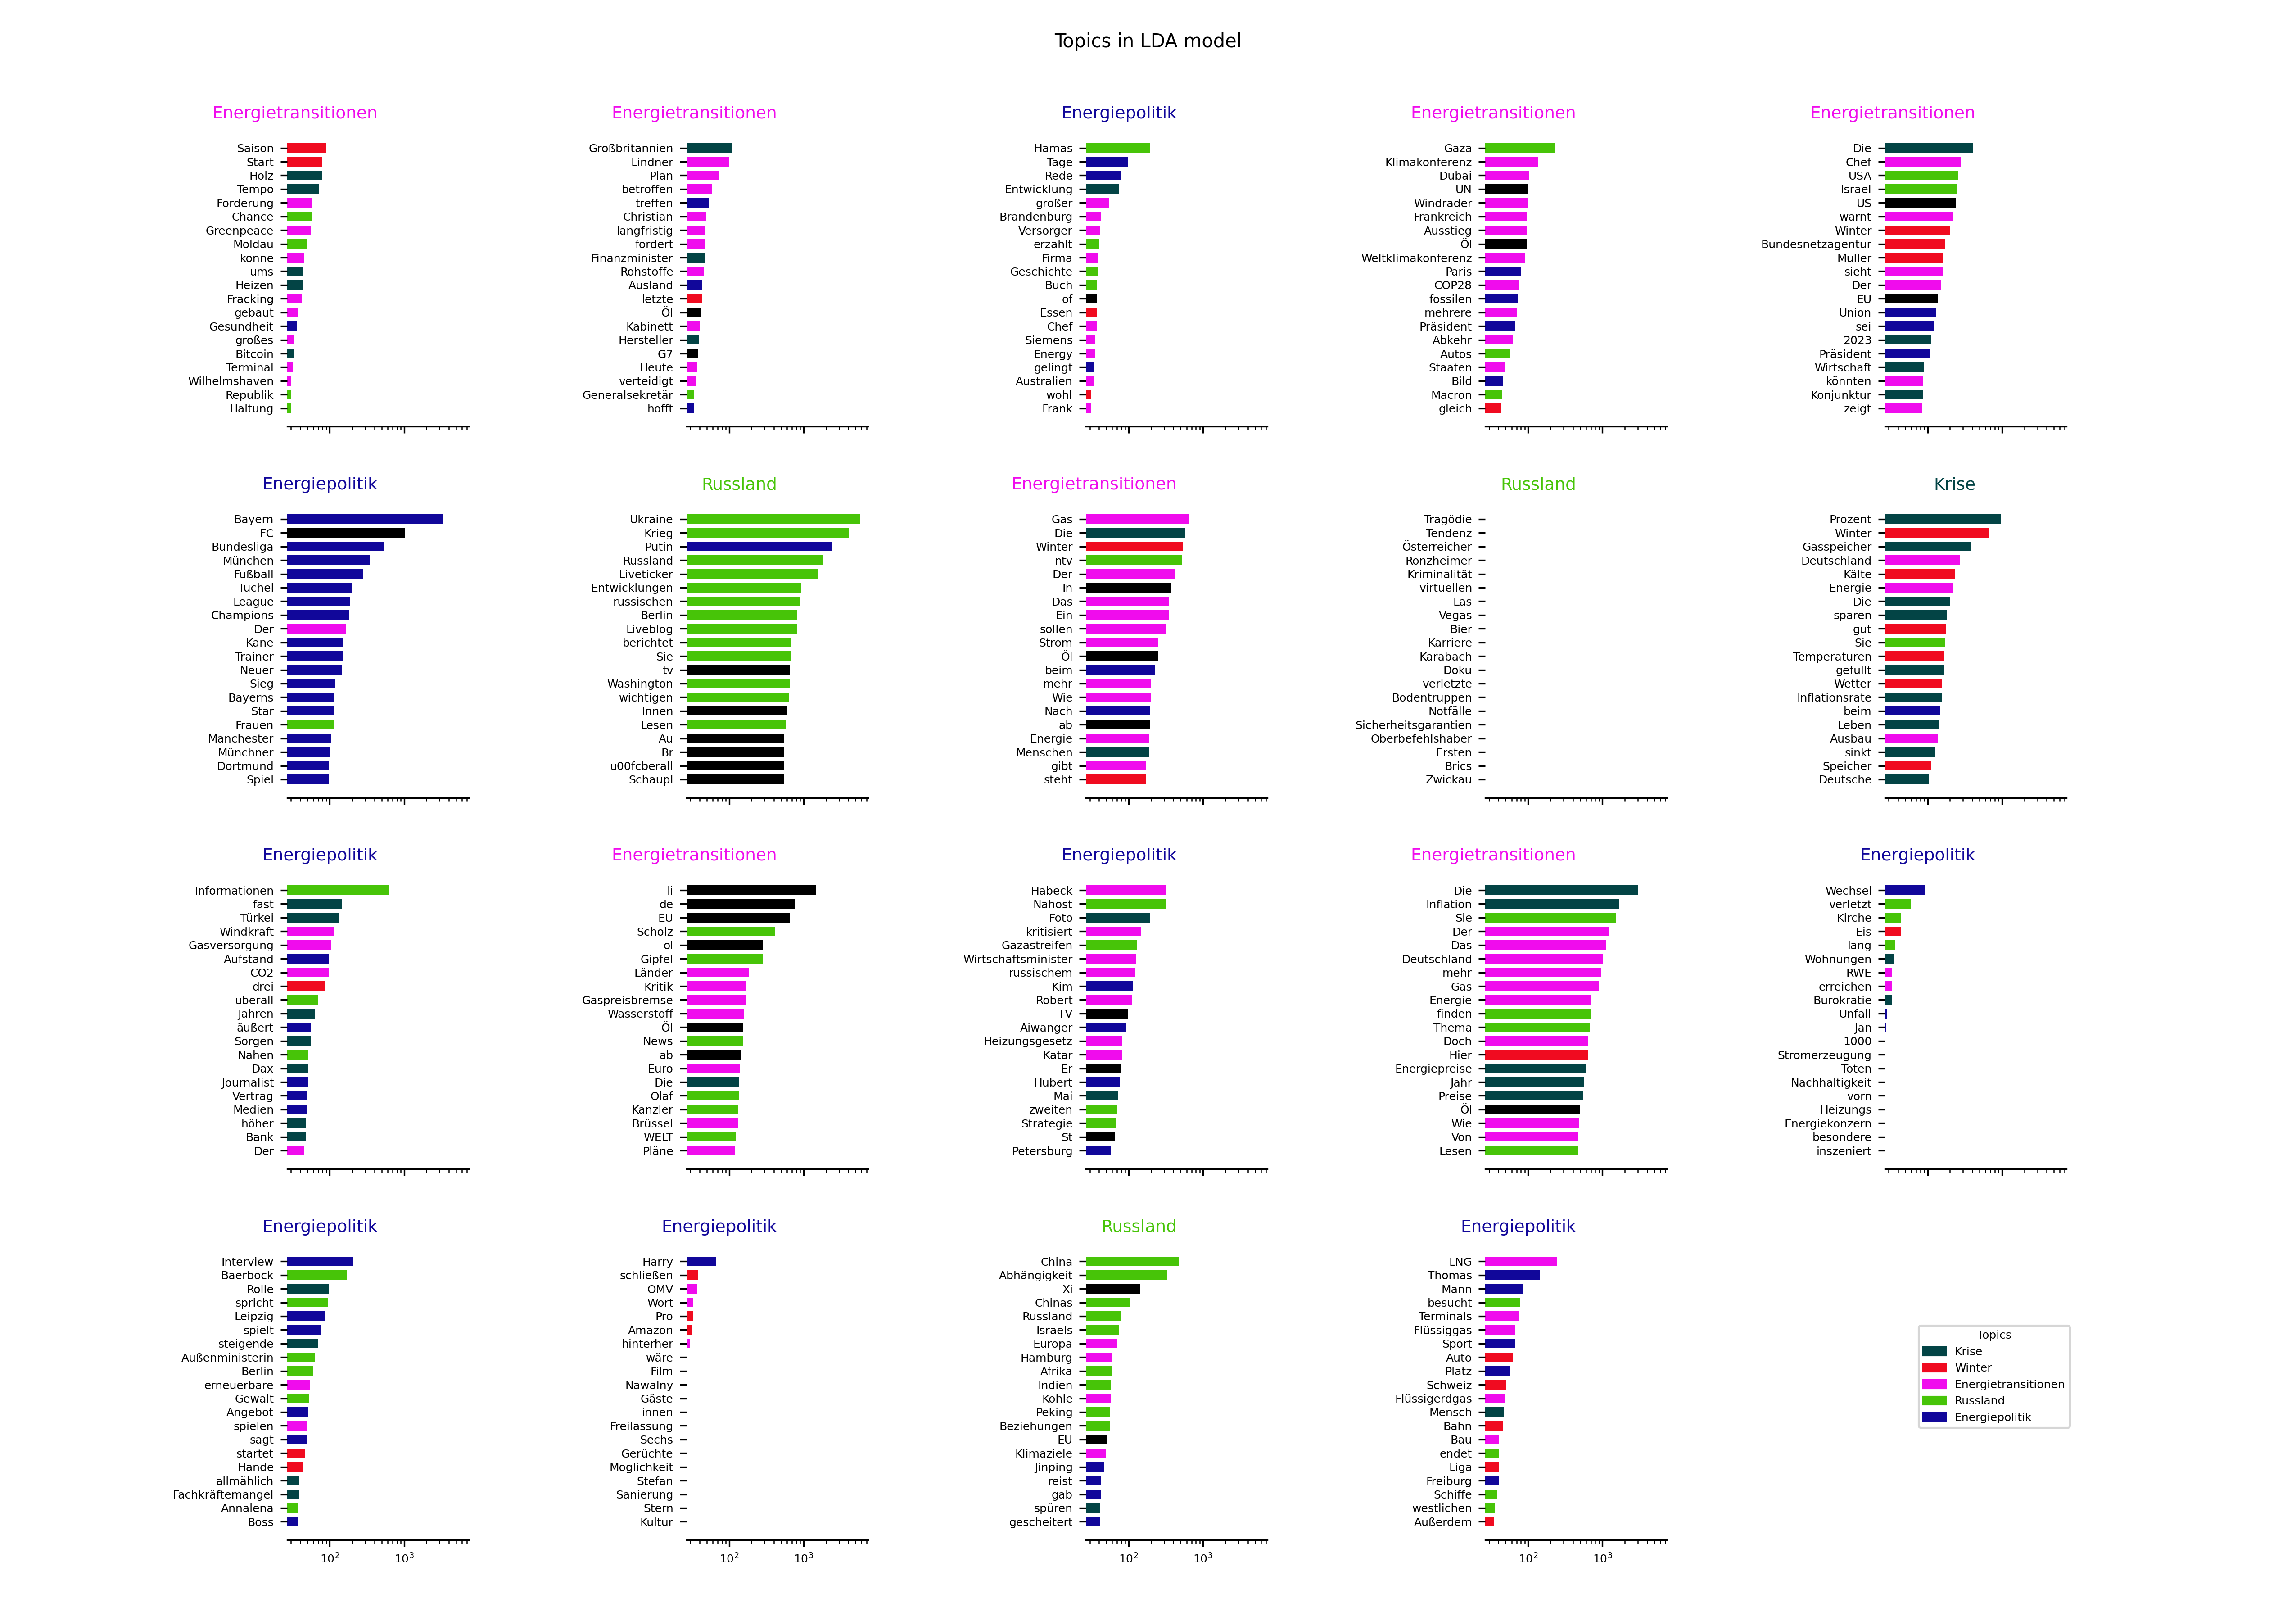 Topics in LDA model
Energietransitionen
Saison
Start
Holz
Tempo
Förderung
Chance
Greenpeace
Moldau
könne
ums
Heizen
Fracking
gebaut
Gesundheit
großes
Bitcoin
Terminal
Wilhelmshaven
Republik
Haltung
Energietransitionen
Großbritannien
Lindner
Plan
betroffen
treffen
Christian
langfristig
fordert
Finanzminister
Rohstoffe
Ausland
letzte
Öl
Kabinett
Hersteller
G7
Heute
verteidigt
Generalsekretär
hofft
Energiepolitik
Hamas
Tage
Rede
Entwicklung
großer
Brandenburg
Versorger
erzählt
Firma
Geschichte
Buch
of
Essen
Chef
Siemens
Energy
gelingt
Australien
wohl
Frank
Energietransitionen
Gaza
Klimakonferenz
Dubai
UN
Windräder
Frankreich
Ausstieg
Öl
Weltklimakonferenz
Paris
COP28
fossilen
mehrere
Präsident
Abkehr
Autos
Staaten
Bild
Macron
gleich
Energietransitionen
Die
Chef
USA
Israel
US
warnt
Winter
Bundesnetzagentur
Müller
sieht
Der
EU
Union
sei
2023
Präsident
Wirtschaft
könnten
Konjunktur
zeigt
Energiepolitik
Bayern
FC
Bundesliga
München
Fußball
Tuchel
League
Champions
Der
Kane
Trainer
Neuer
Sieg
Bayerns
Star
Frauen
Manchester
Münchner
Dortmund
Spiel
Russland
Ukraine
Krieg
Putin
Russland
Liveticker
Entwicklungen
russischen
Berlin
Liveblog
berichtet
Sie
tv
Washington
wichtigen
Innen
Lesen
Au
Br
u00fcberall
Schaupl
Energietransitionen
Gas
Die
Winter
ntv
Der
In
Das
Ein
sollen
Strom
Öl
beim
mehr
Wie
Nach
ab
Energie
Menschen
gibt
steht
Russland
Tragödie
Tendenz
Österreicher
Ronzheimer
Kriminalität
virtuellen
Las
Vegas
Bier
Karriere
Karabach
Doku
verletzte
Bodentruppen
Notfälle
Sicherheitsgarantien
Oberbefehlshaber
Ersten
Brics
Zwickau
Krise
Prozent
Winter
Gasspeicher
Deutschland
Kälte
Energie
Die
sparen
gut
Sie
Temperaturen
gefüllt
Wetter
Inflationsrate
beim
Leben
Ausbau
sinkt
Speicher
Deutsche
Energiepolitik
Informationen
fast
Türkei
Windkraft
Gasversorgung
Aufstand
CO2
drei
überall
Jahren
äußert
Sorgen
Nahen
Dax
Journalist
Vertrag
Medien
höher
Bank
Der
Energietransitionen
li
de
EU
Scholz
ol
Gipfel
Länder
Kritik
Gaspreisbremse
Wasserstoff
Öl
News
ab
Euro
Die
Olaf
Kanzler
Brüssel
WELT
Pläne
Energiepolitik
Habeck
Nahost
Foto
kritisiert
Gazastreifen
Wirtschaftsminister
russischem
Kim
Robert
TV
Aiwanger
Heizungsgesetz
Katar
Er
Hubert
Mai
zweiten
Strategie
St
Petersburg
Energietransitionen
Die
Inflation
Sie
Der
Das
Deutschland
mehr
Gas
Energie
finden
Thema
Doch
Hier
Energiepreise
Jahr
Preise
Öl
Wie
Von
Lesen
Energiepolitik
Wechsel
verletzt
Kirche
Eis
lang
Wohnungen
RWE
erreichen
Bürokratie
Unfall
Jan
1000
Stromerzeugung
Toten
Nachhaltigkeit
vorn
Heizungs
Energiekonzern
besondere
inszeniert
Energiepolitik
Interview
Baerbock
Rolle
spricht
Leipzig
spielt
steigende
Außenministerin
Berlin
erneuerbare
Gewalt
Angebot
spielen
sagt
startet
Hände
allmählich
Fachkräftemangel
Annalena
Boss
10²
10³
Energiepolitik
Harry
schließen
OMV
Wort
Pro
Amazon
hinterher
wäre
Film
Nawalny
Gäste
innen
Freilassung
Sechs
Gerüchte
Möglichkeit
Stefan
Sanierung
Stern
Kultur
10²
10³
Russland
China
Abhängigkeit
Xi
Chinas
Russland
Israels
Europa
Hamburg
Afrika
Indien
Kohle
Peking
Beziehungen
EU
Klimaziele
Jinping
reist
gab
spüren
gescheitert
10²
10³
Energiepolitik
LNG
Thomas
Mann
besucht
Terminals
Flüssiggas
Sport
Auto
Platz
Schweiz
Flüssigerdgas
Mensch
Bahn
Bau
endet
Liga
Freiburg
Schiffe
westlichen
Außerdem
10²
10³
Topics
Krise
Winter
Energietransitionen
Russland
Energiepolitik